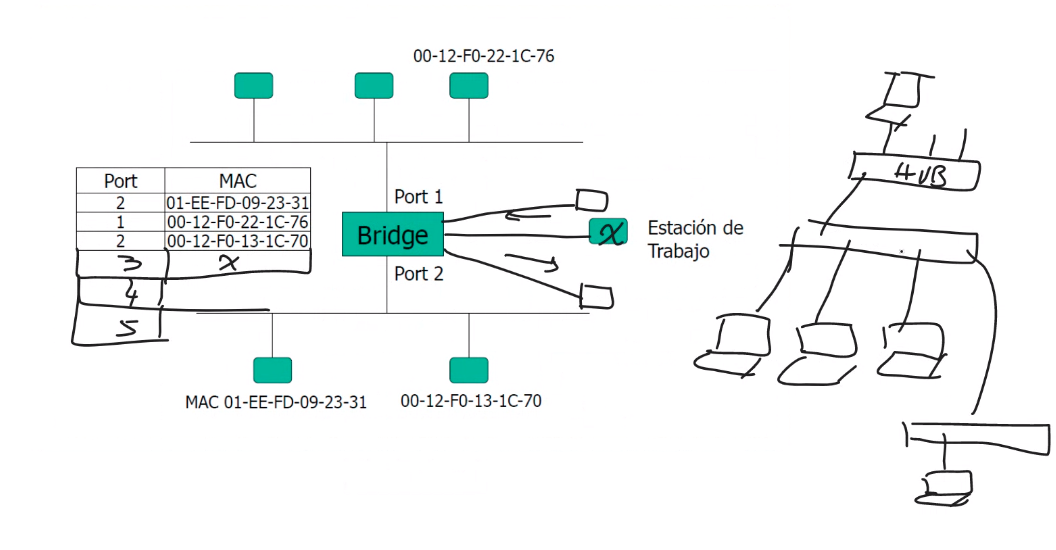 00-12-F0-22-1C-76
Port MAC
2 01-EE-FD-09-23-31
1 00-12-F0-22-1C-76
2 00-12-F0-13-1C-70
3 x
4
5
Port 1
Bridge
Port 2
x
Estación de
Trabajo
MAC 01-EE-FD-09-23-31
00-12-F0-13-1C-70
HUB